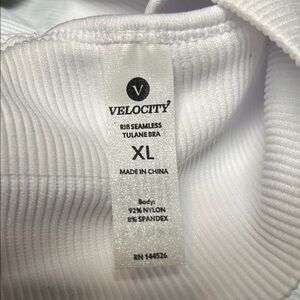 V
VELOCITY
RIB SEAMLESS
TULANE BRA
XL
MADE IN CHINA
Body:
92% NYLON
8% SPANDEX
RN 144526